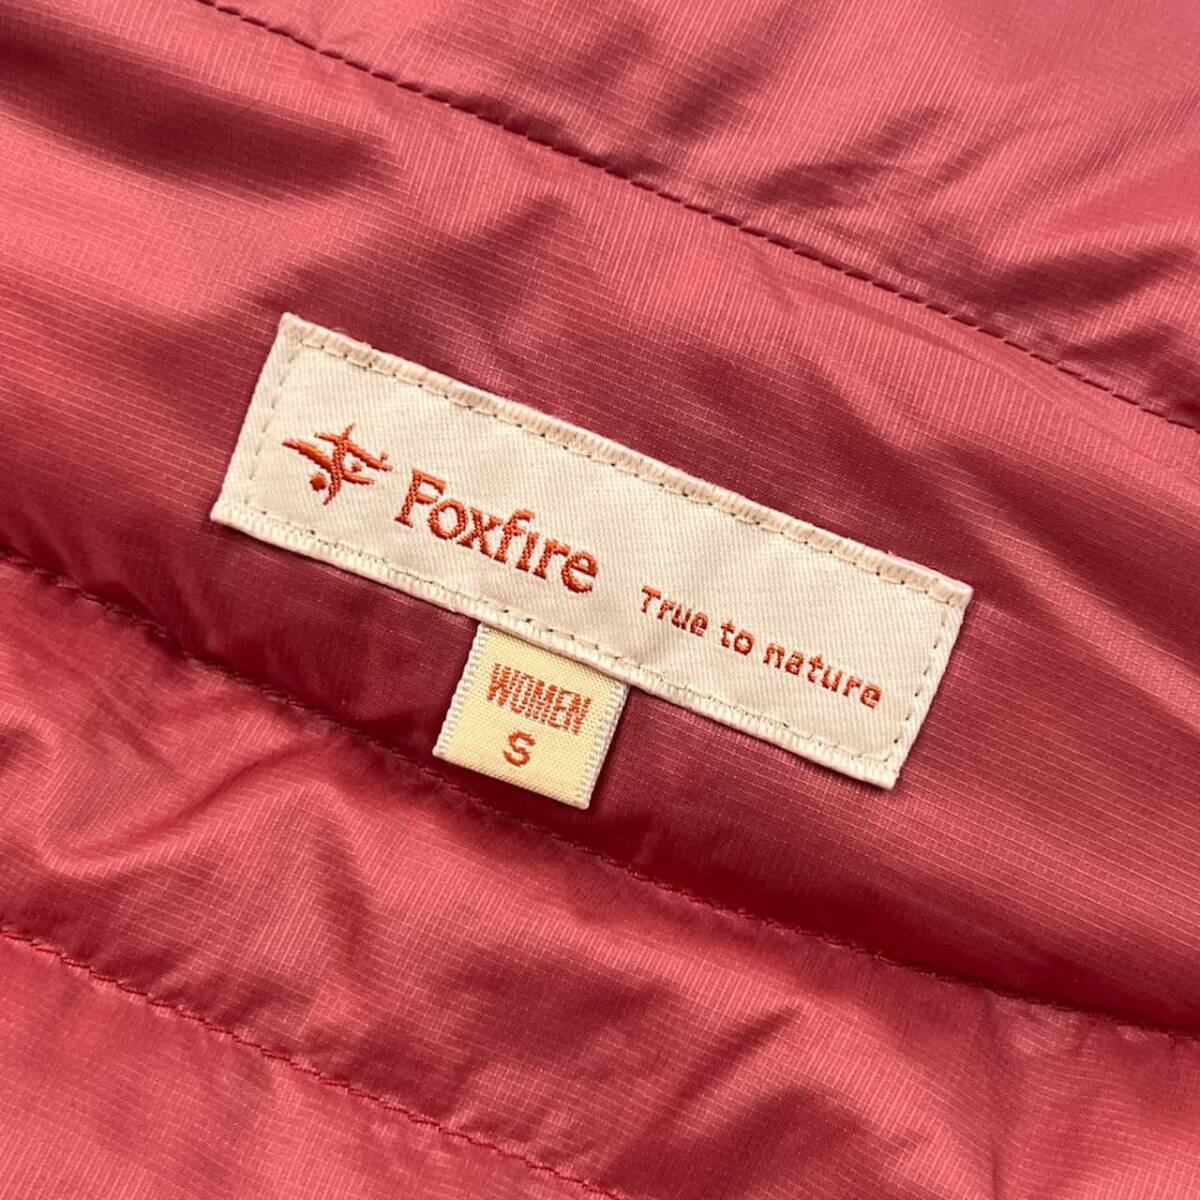 Foxfire
True to nature
WOMEN
S